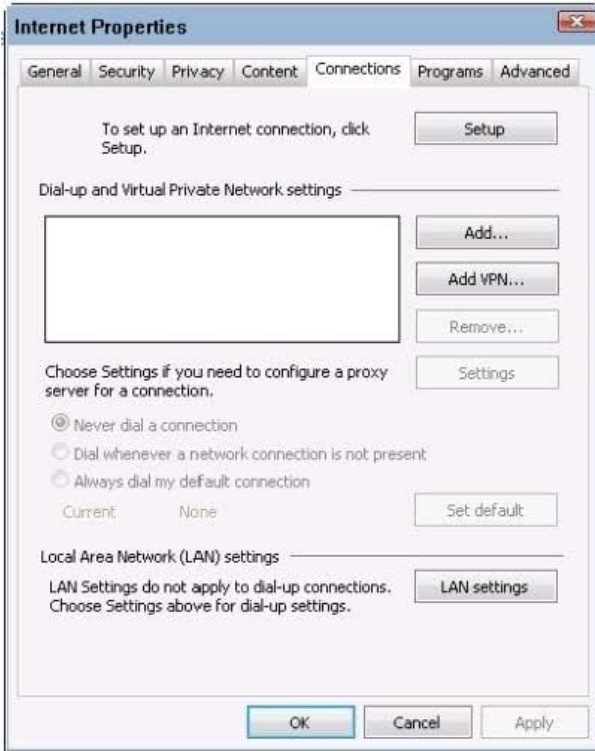 Internet Properties
General Security Privacy Content Connections Programs Advanced
To set up an Internet connection, click
Setup.
Setup
Dial-up and Virtual Private Network settings
Add...
Add VPN...
Remove...
Choose Settings if you need to configure a proxy
server for a connection.
Settings
Never dial a connection
Dial whenever a network connection is not present
Always dial my default connection
Current None
Set default
Local Area Network (LAN) settings
LAN Settings do not apply to dial-up connections.
Choose Settings above for dial-up settings.
LAN settings
OK Cancel Apply